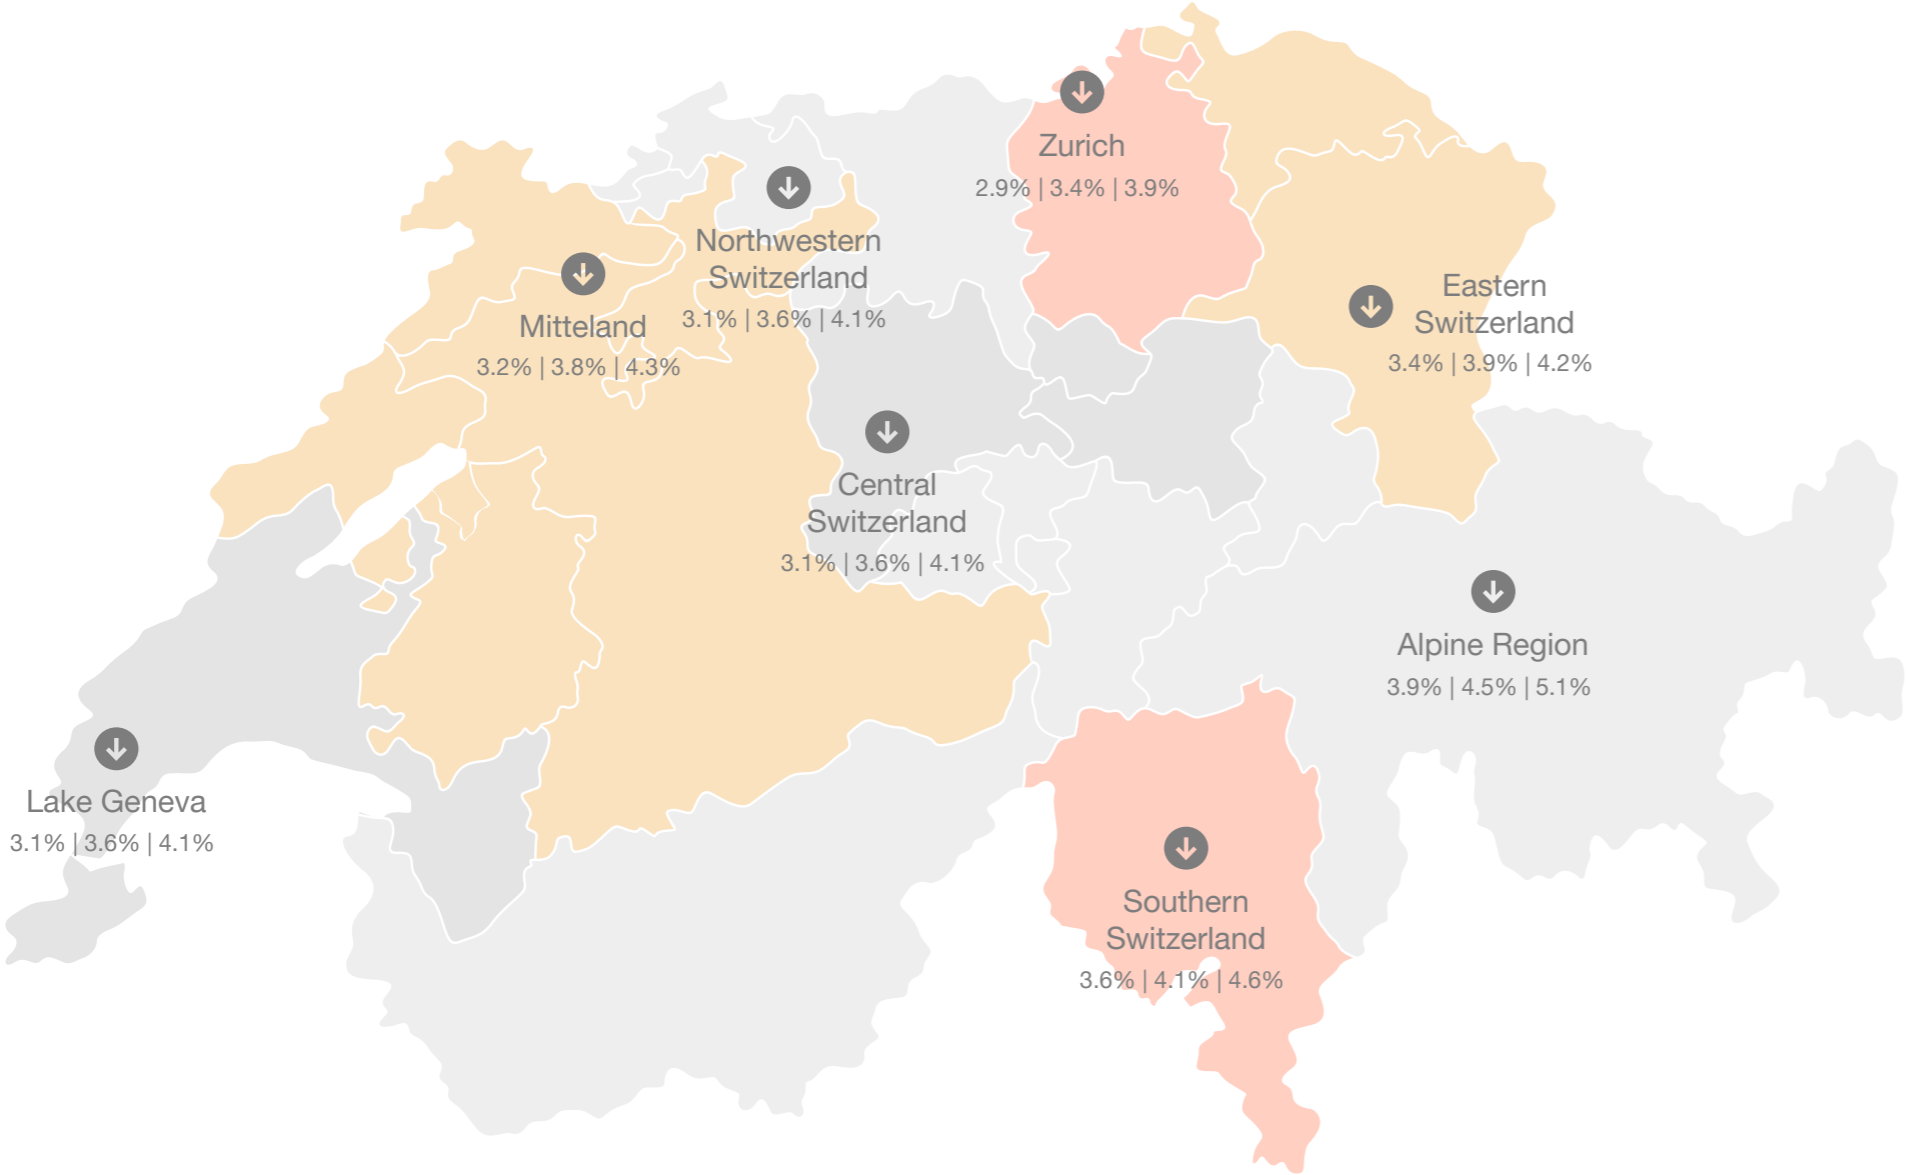 Zurich
2.9% | 3.4% | 3.9%
Northwestern
Switzerland
3.1% | 3.6% | 4.1%
Mitteland
3.2% | 3.8% | 4.3%
Eastern
Switzerland
3.4% | 3.9% | 4.2%
Central
Switzerland
3.1% | 3.6% | 4.1%
Alpine Region
3.9% | 4.5% | 5.1%
Lake Geneva
3.1% | 3.6% | 4.1%
Southern
Switzerland
3.6% | 4.1% | 4.6%